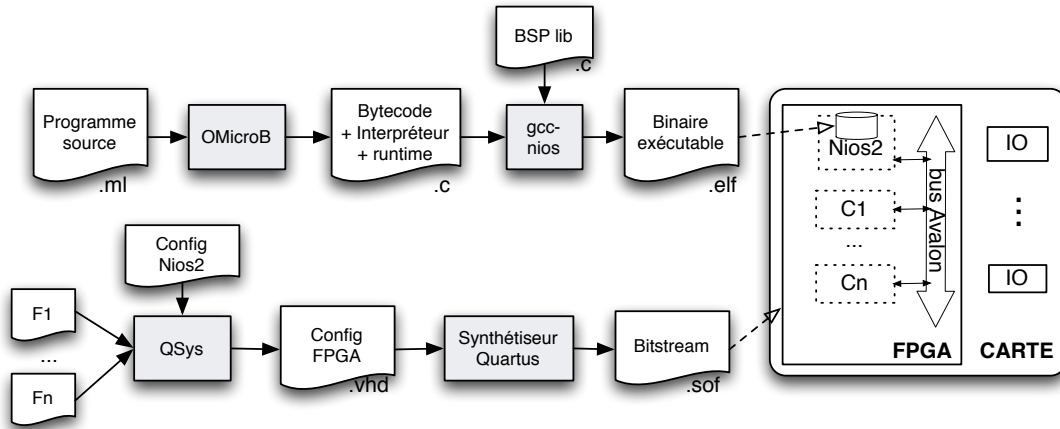 BSP lib
.c
Programme
source
.ml
OMicroB
Bytecode
+ Interpréteur
+ runtime
.c
gcc-
nios
Binaire
exécutable
.elf
Nios2
C1
...
Cn
bus Avalon
IO
IO
FPGA
CARTE
Config
Nios2
F1
...
Fn
QSys
Config
FPGA
.vhd
Synthétiseur
Quartus
Bitstream
.sof